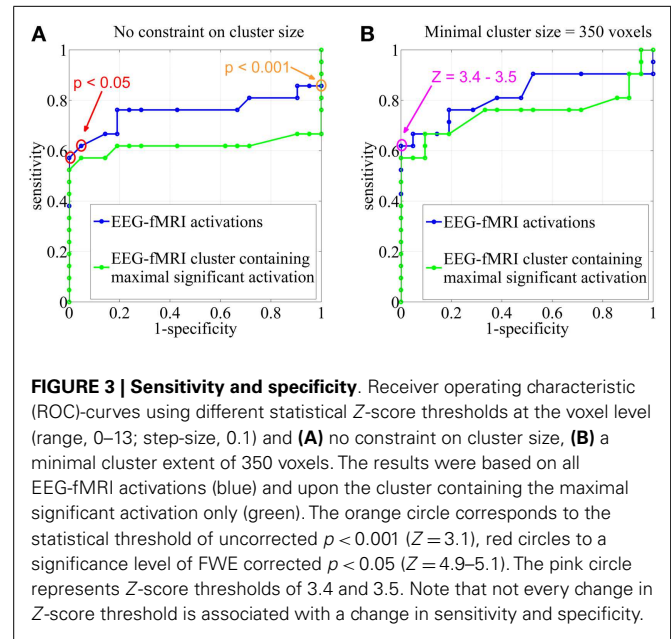 A
No constraint on cluster size
1
0.8
0.6
0.4
0.2
0
sensitivity
p < 0.05
p < 0.001
EEG-fMRI activations
EEG-fMRI cluster containing
maximal significant activation
0
0.2
0.4
0.6
0.8
1
1-specificity
B
Minimal cluster size = 350 voxels
1
0.8
0.6
0.4
0.2
0
sensitivity
Z = 3.4 - 3.5
EEG-fMRI activations
EEG-fMRI cluster containing
maximal significant activation
0
0.2
0.4
0.6
0.8
1
1-specificity
FIGURE 3 | Sensitivity and specificity. Receiver operating characteristic
(ROC)-curves using different statistical Z-score thresholds at the voxel level
(range, 0–13; step-size, 0.1) and (A) no constraint on cluster size, (B) a
minimal cluster extent of 350 voxels. The results were based on all
EEG-fMRI activations (blue) and upon the cluster containing the maximal
significant activation only (green). The orange circle corresponds to the
statistical threshold of uncorrected p < 0.001 (Z = 3.1), red circles to a
significance level of FWE corrected p < 0.05 (Z = 4.9–5.1). The pink circle
represents Z-score thresholds of 3.4 and 3.5. Note that not every change in
Z-score threshold is associated with a change in sensitivity and specificity.